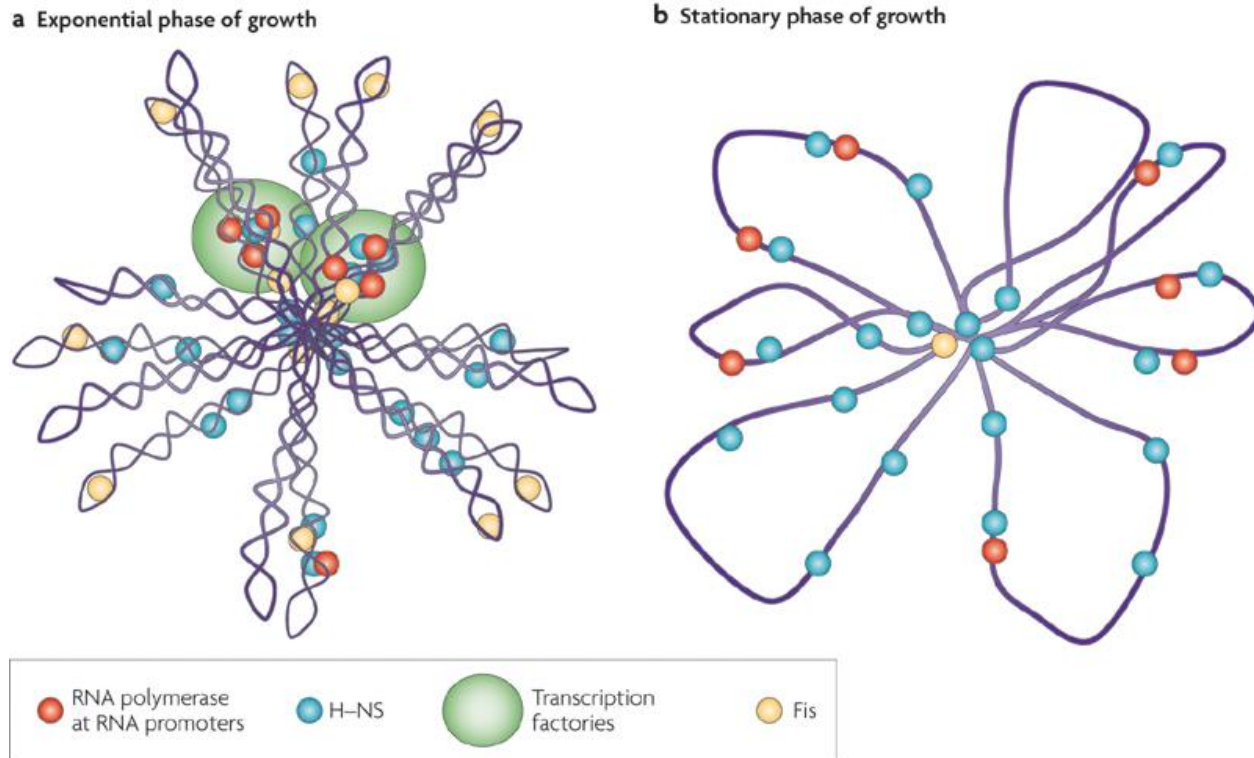 a Exponential phase of growth
b Stationary phase of growth
RNA polymerase
at RNA promoters
H–NS
Transcription
factories
Fis